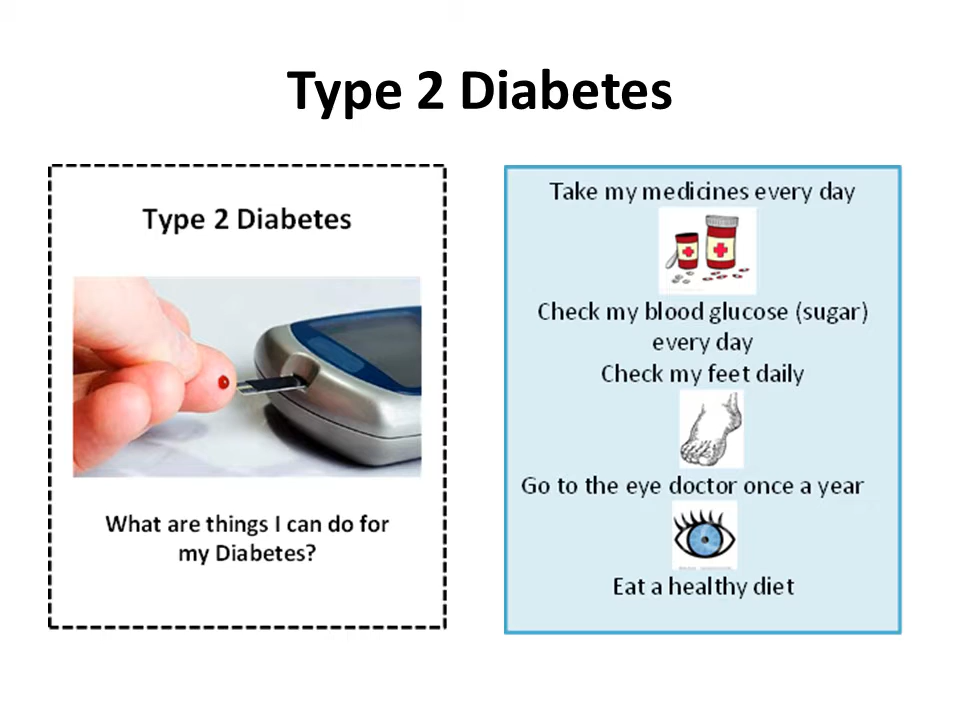 Type 2 Diabetes
Type 2 Diabetes
What are things I can do for
my Diabetes?
Take my medicines every day
Check my blood glucose (sugar)
every day
Check my feet daily
Go to the eye doctor once a year
Eat a healthy diet